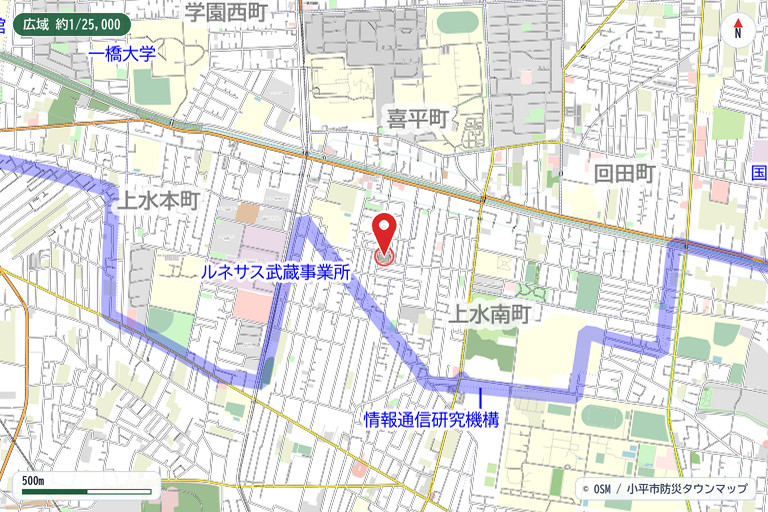 学園西町
広域 約1/25,000
館
一橋大学
N
喜平町
回田町
国
上水本町
ルネサス武蔵事業所
上水南町
情報通信研究機構
500m
© OSM / 小平市防災タウンマップ